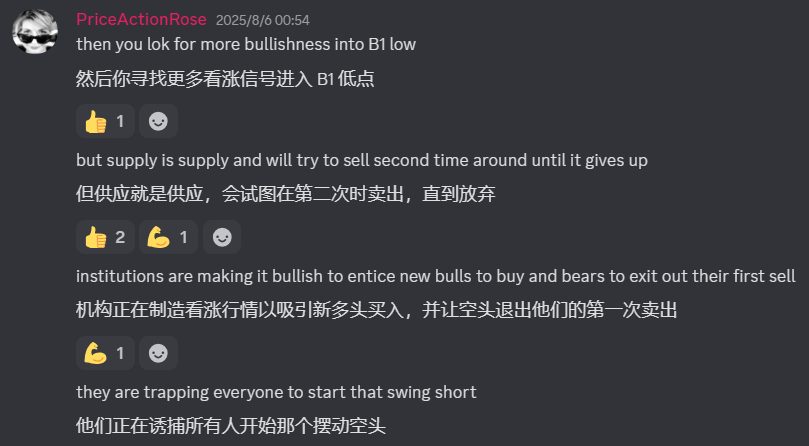 PriceActionRose 2025/8/6 00:54
then you lok for more bullishness into B1 low
然后你寻找更多看涨信号进入 B1 低点
1
but supply is supply and will try to sell second time around until it gives up
但供应就是供应，会试图在第二次时卖出，直到放弃
2 1
institutions are making it bullish to entice new bulls to buy and bears to exit out their first sell
机构正在制造看涨行情以吸引新多头买入，并让空头退出他们的第一次卖出
1
they are trapping everyone to start that swing short
他们正在诱捕所有人开始那个摆动空头